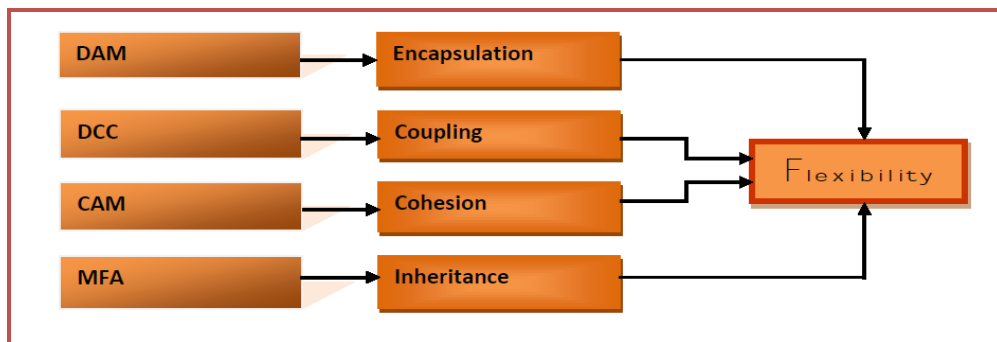 DAM
Encapsulation
DCC
Coupling
Flexibility
CAM
Cohesion
MFA
Inheritance